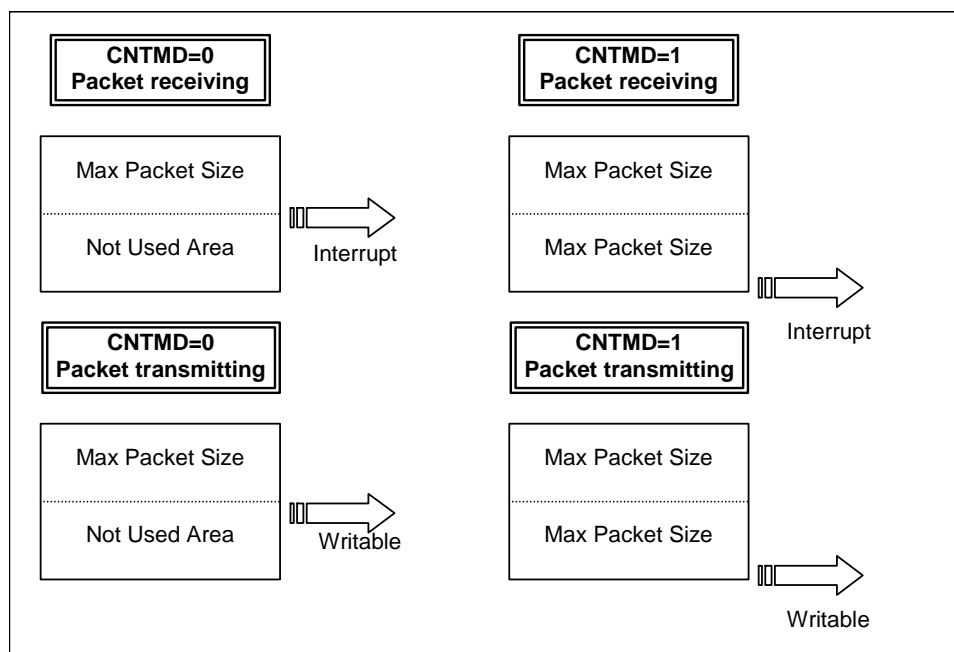 CNTMD=0
Packet receiving
CNTMD=1
Packet receiving
Max Packet Size
Not Used Area
Interrupt
Max Packet Size
Max Packet Size
Interrupt
CNTMD=0
Packet transmitting
CNTMD=1
Packet transmitting
Max Packet Size
Not Used Area
Writable
Max Packet Size
Max Packet Size
Writable